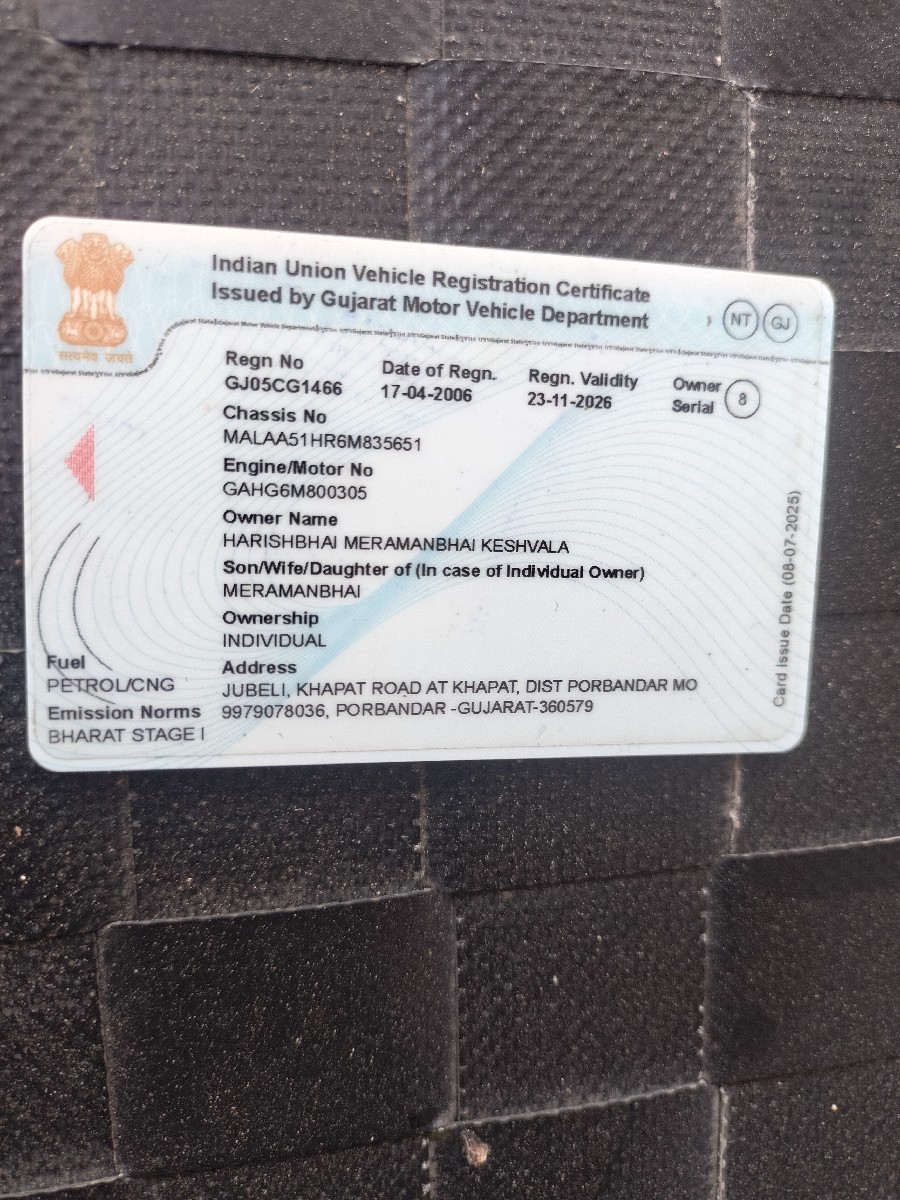 Indian Union Vehicle Registration Certificate
Issued by Gujarat Motor Vehicle Department
NT GJ
सत्यमेव जयते
Regn No
GJ05CG1466
Date of Regn.
17-04-2006
Regn. Validity
23-11-2026
Owner
Serial
8
Chassis No
MALAA51HR6M835651
Engine/Motor No
GAHG6M800305
Owner Name
HARISHBHAI MERAMANBHAI KESHVALA
Son/Wife/Daughter of (In case of Individual Owner)
MERAMANBHAI
Ownership
INDIVIDUAL
Fuel
PETROL/CNG
Emission Norms
BHARAT STAGE I
Address
JUBELI, KHAPAT ROAD AT KHAPAT, DIST PORBANDAR MO
9979078036, PORBANDAR -GUJARAT-360579
Card Issue Date (08-07-2025)